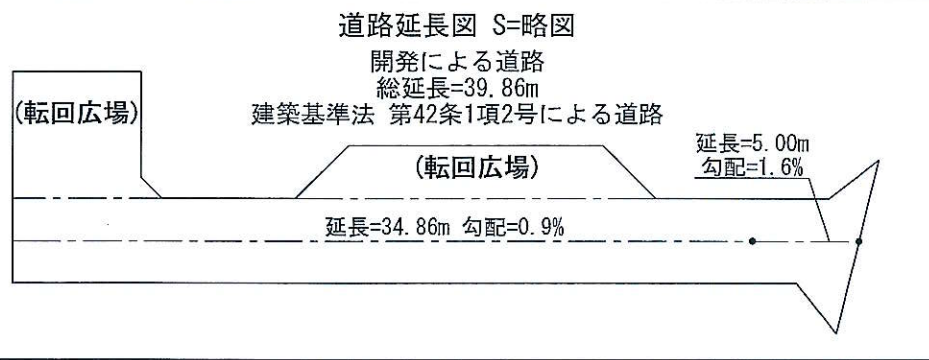 道路延長図 S=略図
開発による道路
総延長=39.86m
建築基準法 第42条1項2号による道路
(転回広場)
(転回広場)
延長=5.00m
勾配=1.6%
延長=34.86m 勾配=0.9%